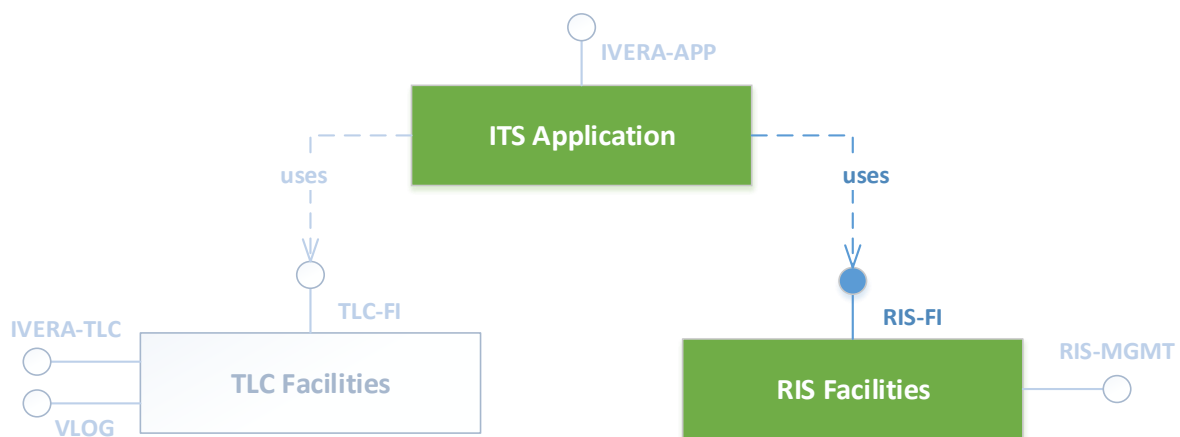 IVERA-APP
ITS Application
uses
uses
TLC-FI
RIS-FI
IVERA-TLC
RIS-MGMT
TLC Facilities
RIS Facilities
VLOG